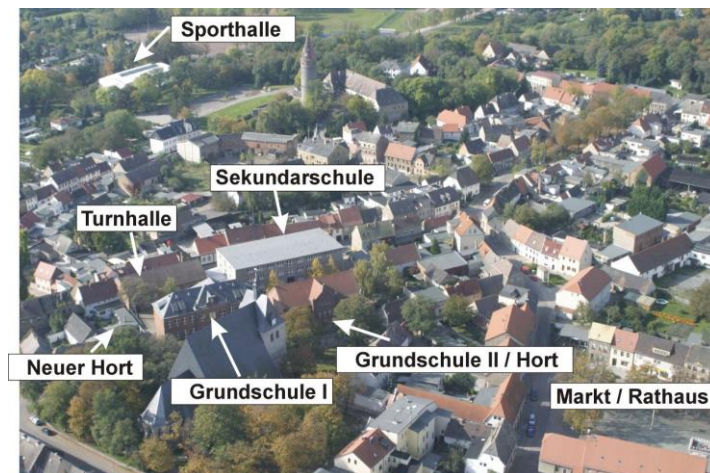 Sporthalle
Sekundarschule
Turnhalle
Neuer Hort
Grundschule I
Grundschule II / Hort
Markt / Rathaus